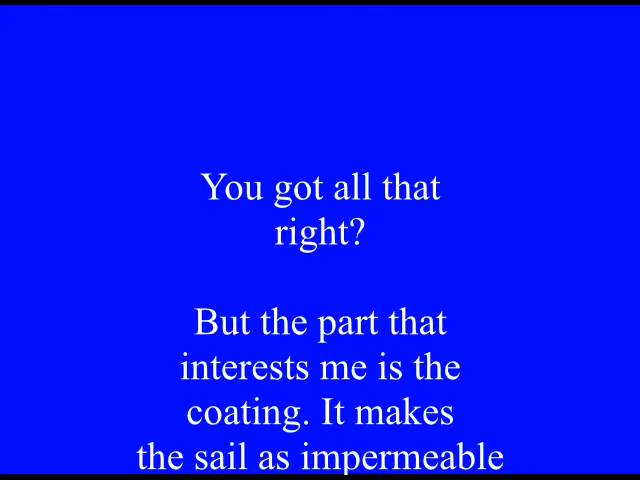 You got all that
right?
But the part that
interests me is the
coating. It makes
the sail as impermeable